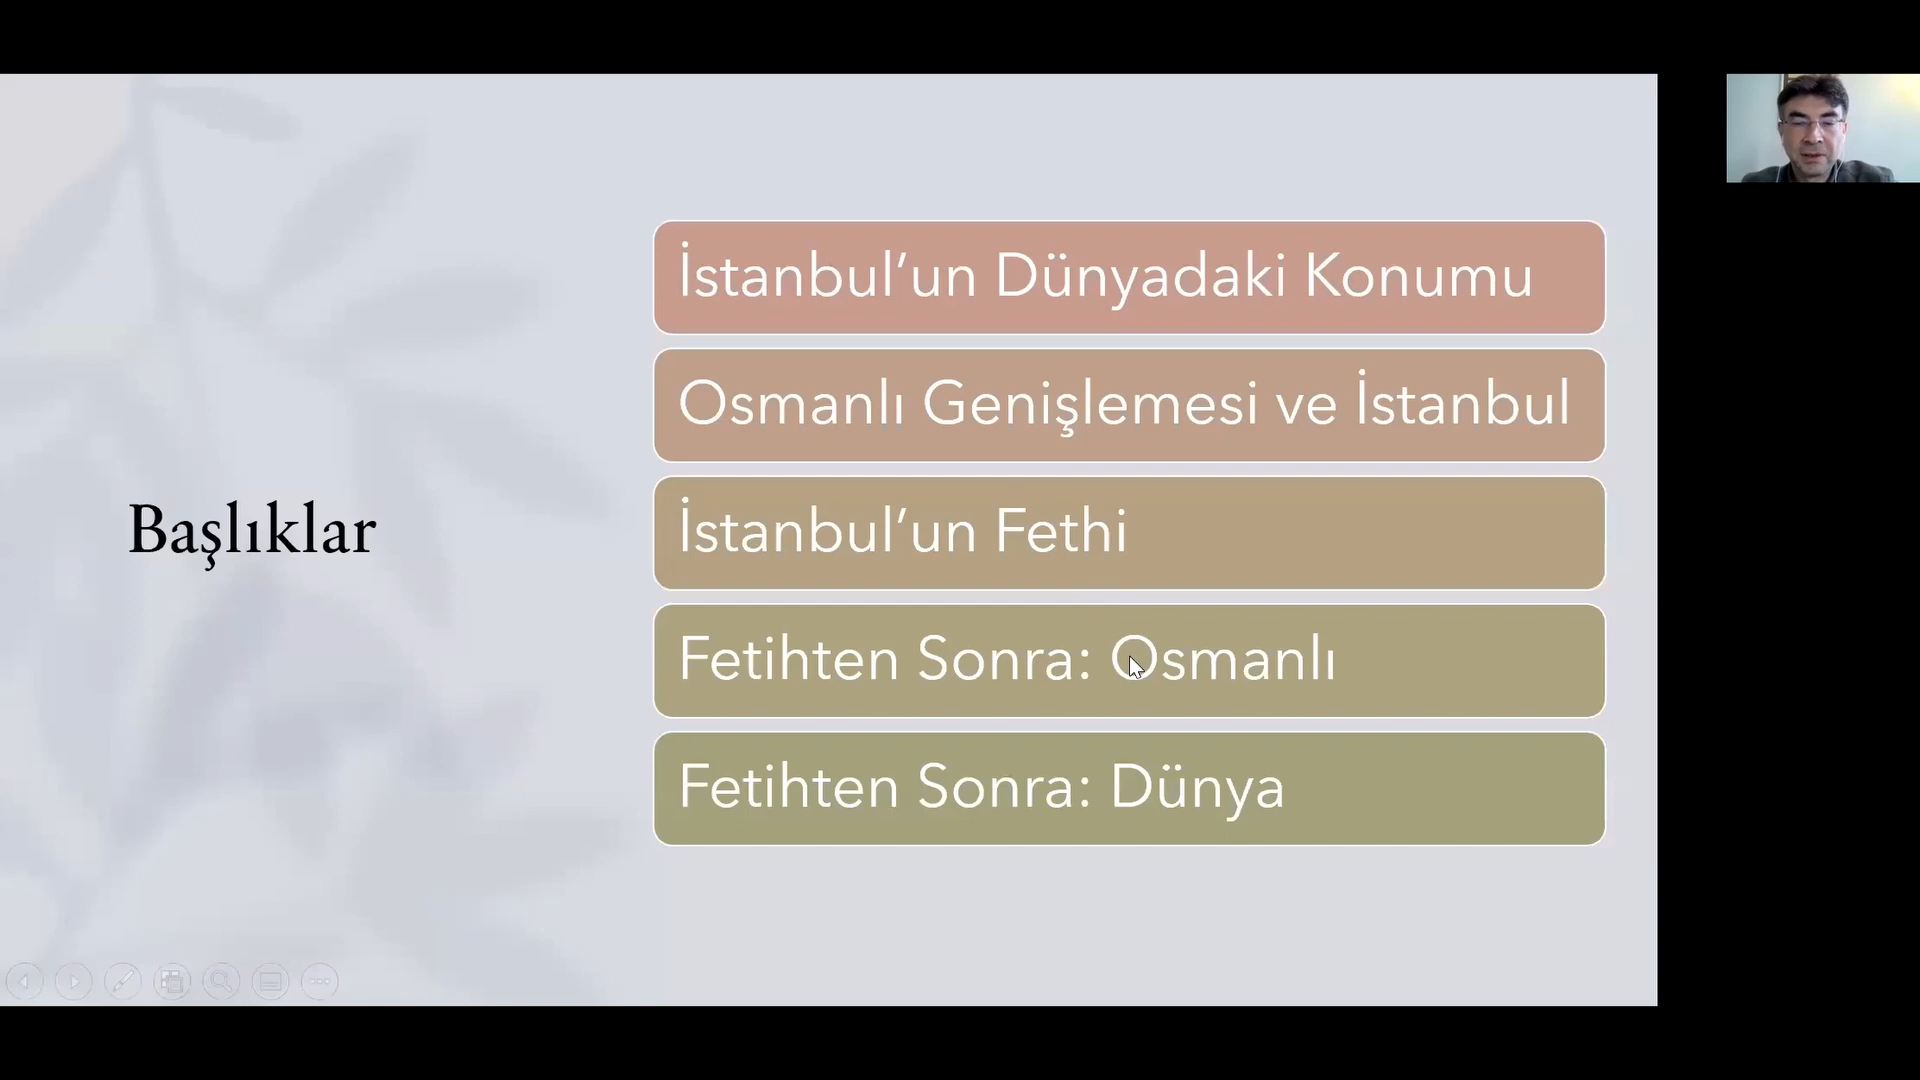 Başlıklar
İstanbul’un Dünyadaki Konumu
Osmanlı Genişlemesi ve İstanbul
İstanbul’un Fethi
Fetihten Sonra: Osmanlı
Fetihten Sonra: Dünya